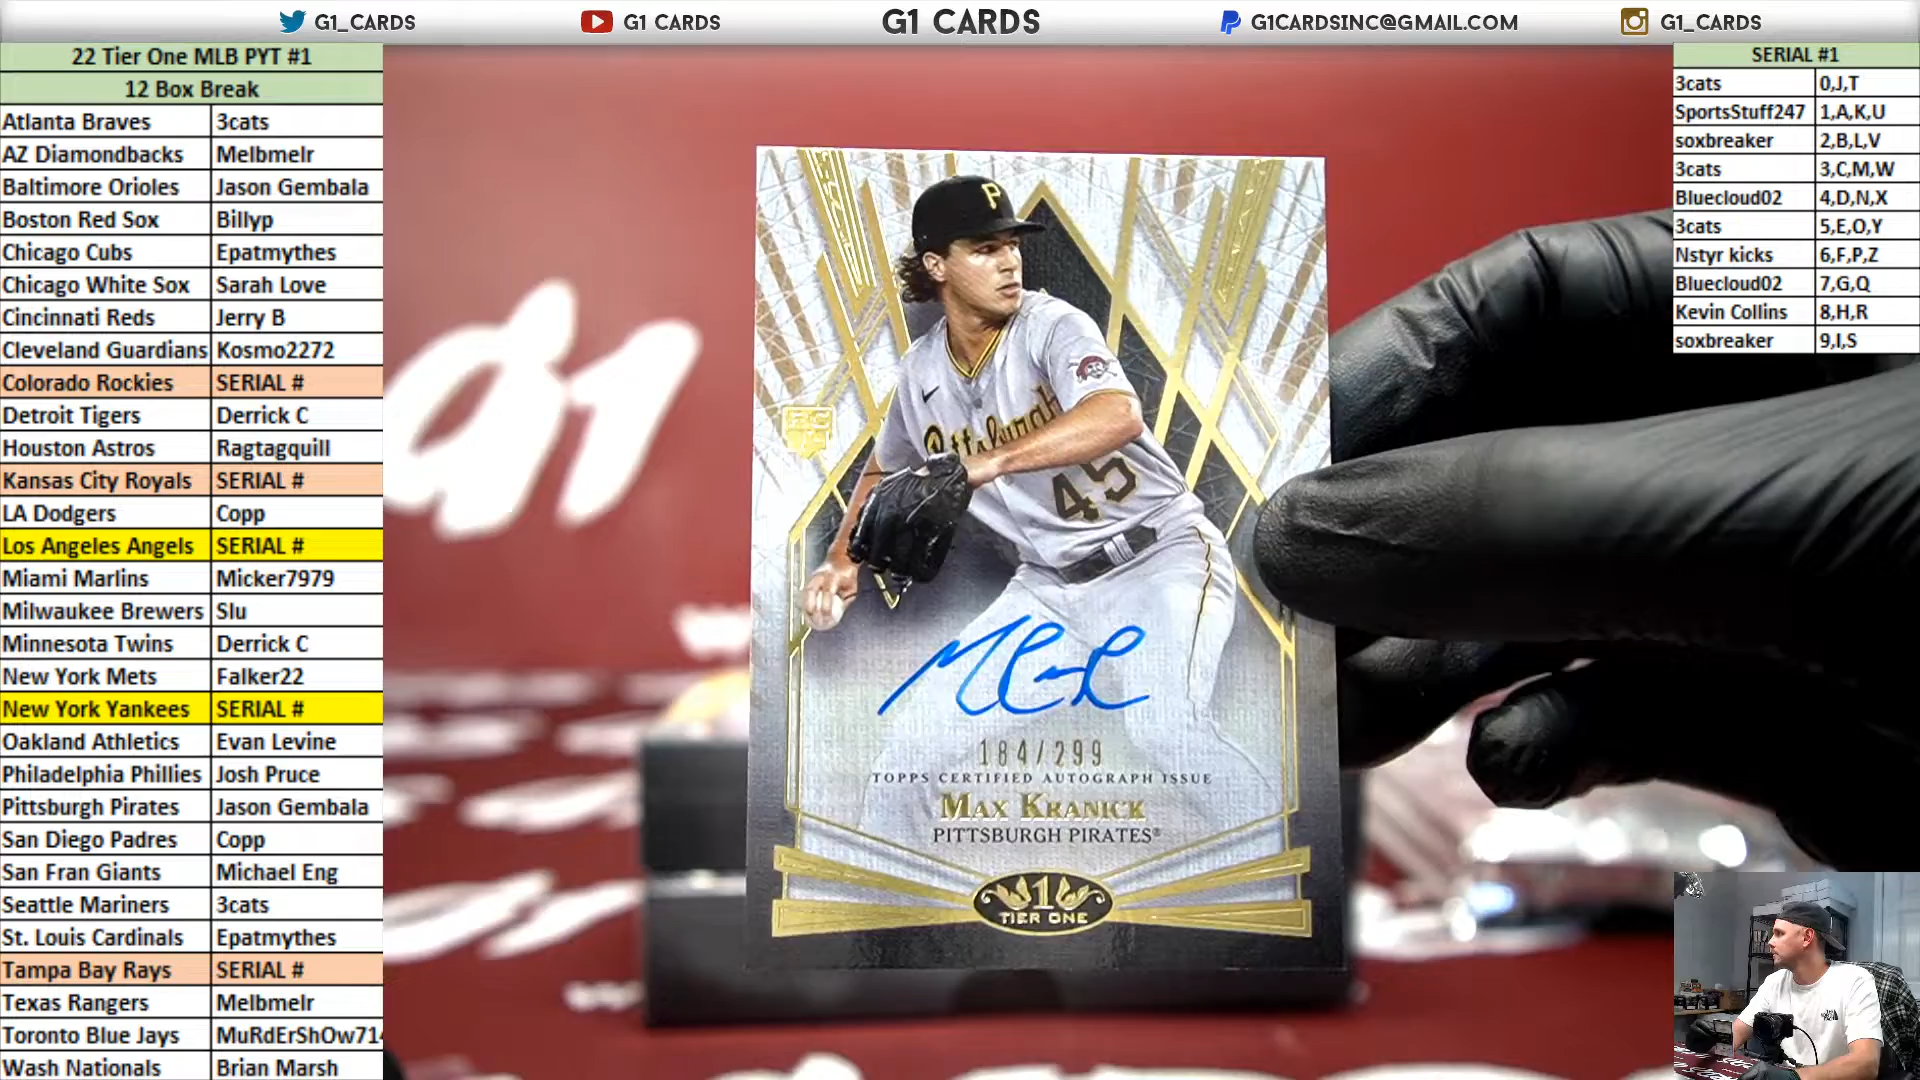 G1_CARDS
G1 CARDS
G1 CARDS
G1CARDSINC@GMAIL.COM
G1_CARDS
22 Tier One MLB PYT #1
12 Box Break
Atlanta Braves 3cats
AZ Diamondbacks Melbmelr
Baltimore Orioles Jason Gembala
Boston Red Sox Billyp
Chicago Cubs Epatmythes
Chicago White Sox Sarah Love
Cincinnati Reds Jerry B
Cleveland Guardians Kosmo2272
Colorado Rockies SERIAL #
Detroit Tigers Derrick C
Houston Astros Ragtagquill
Kansas City Royals SERIAL #
LA Dodgers Copp
Los Angeles Angels SERIAL #
Miami Marlins Micker7979
Milwaukee Brewers Slu
Minnesota Twins Derrick C
New York Mets Falker22
New York Yankees SERIAL #
Oakland Athletics Evan Levine
Philadelphia Phillies Josh Pruce
Pittsburgh Pirates Jason Gembala
San Diego Padres Copp
San Fran Giants Michael Eng
Seattle Mariners 3cats
St. Louis Cardinals Epatmythes
Tampa Bay Rays SERIAL #
Texas Rangers Melbmelr
Toronto Blue Jays MuRdErShOw714
Wash Nationals Brian Marsh
P
Pittsburgh
45
RC
184/299
TOPPS CERTIFIED AUTOGRAPH ISSUE
MAX KRANICK
PITTSBURGH PIRATES
1
TIER ONE
SERIAL #1
3cats 0,J,T
SportsStuff247 1,A,K,U
soxbreaker 2,B,L,V
3cats 3,C,M,W
Bluecloud02 4,D,N,X
3cats 5,E,O,Y
Nstyr kicks 6,F,P,Z
Bluecloud02 7,G,Q
Kevin Collins 8,H,R
soxbreaker 9,I,S